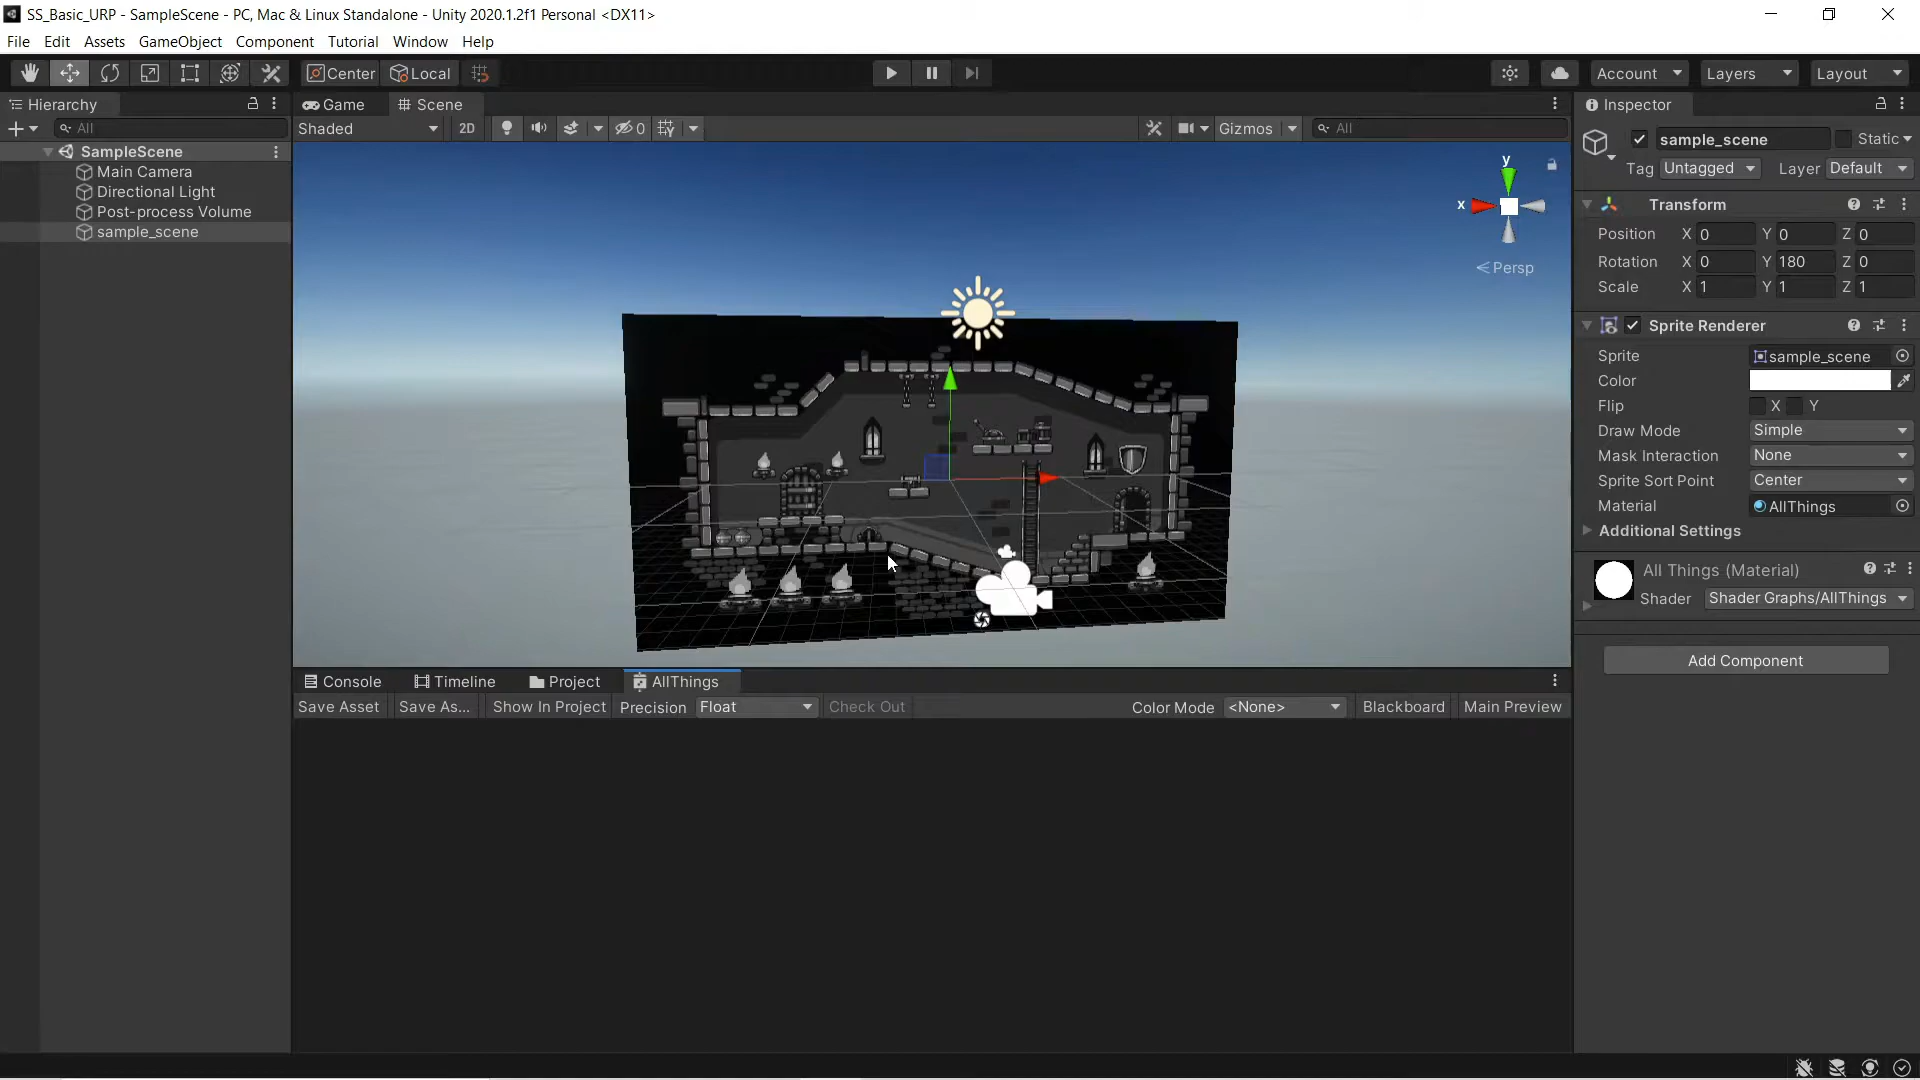 SS_Basic_URP - SampleScene - PC, Mac & Linux Standalone - Unity 2020.1.2f1 Personal <DX11>
File Edit Assets GameObject Component Tutorial Window Help
Center Local Account Layers Layout
Hierarchy
All
SampleScene
Main Camera
Directional Light
Post-process Volume
sample_scene
Game Scene
Shaded 2D 0 Gizmos All
y
x
Persp
Console Timeline Project AllThings
Save Asset Save As... Show In Project Precision Float Check Out Color Mode <None> Blackboard Main Preview
Inspector
sample_scene Static
Tag Untagged Layer Default
Transform
Position X 0 Y 0 Z 0
Rotation X 0 Y 180 Z 0
Scale X 1 Y 1 Z 1
Sprite Renderer
Sprite sample_scene
Color
Flip X Y
Draw Mode Simple
Mask Interaction None
Sprite Sort Point Center
Material AllThings
Additional Settings
All Things (Material)
Shader Shader Graphs/AllThings
Add Component